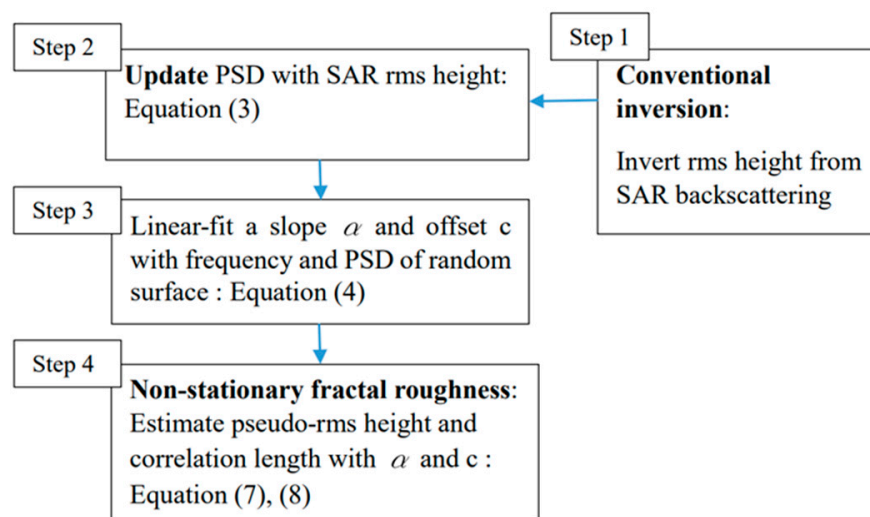 Step 1
Conventional
inversion:
Invert rms height from
SAR backscattering
Step 2
Update PSD with SAR rms height:
Equation (3)
Step 3
Linear-fit a slope α and offset c
with frequency and PSD of random
surface : Equation (4)
Step 4
Non-stationary fractal roughness:
Estimate pseudo-rms height and
correlation length with α and c :
Equation (7), (8)